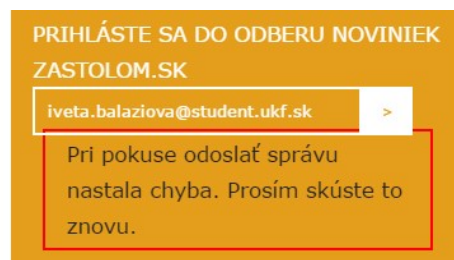 PRIHLÁSTE SA DO ODBERU NOVINIEK
ZASTOLOM.SK
iveta.balaziova@student.ukf.sk >
Pri pokuse odoslať správu
nastala chyba. Prosím skúste to
znovu.